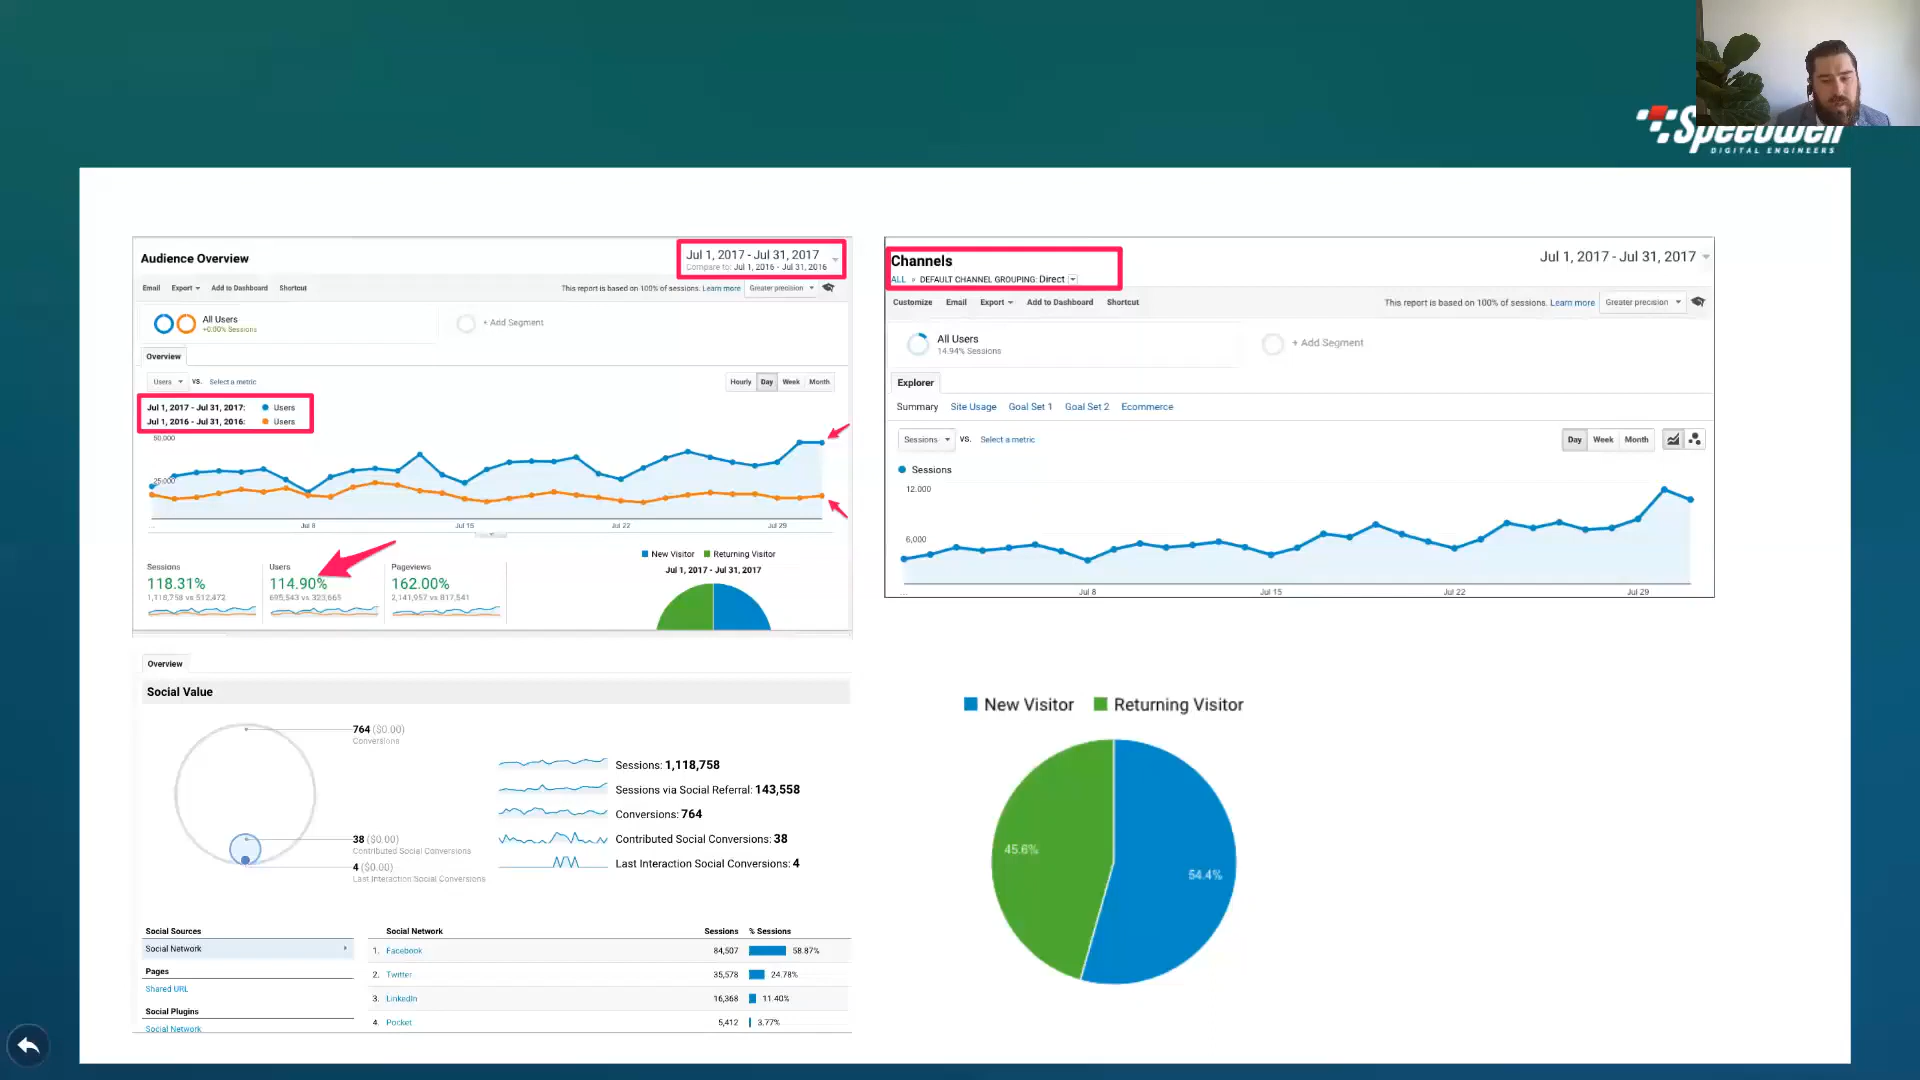 Speedwell
DIGITAL ENGINEERS
Audience Overview
Jul 1, 2017 - Jul 31, 2017
Compare to: Jul 1, 2016 - Jul 31, 2016
Email Export Add to Dashboard Shortcut
This report is based on 100% of sessions. Learn more Greater precision
All Users
+0.00% Sessions
+ Add Segment
Overview
Users VS. Select a metric
Hourly Day Week Month
Jul 1, 2017 - Jul 31, 2017: Users
Jul 1, 2016 - Jul 31, 2016: Users
50,000
25,000
... Jul 8 Jul 15 Jul 22 Jul 29
New Visitor Returning Visitor
Jul 1, 2017 - Jul 31, 2017
Sessions
118.31%
1,118,758 vs 512,472
Users
114.90%
695,543 vs 323,665
Pageviews
162.00%
2,141,957 vs 817,541
Channels
ALL » DEFAULT CHANNEL GROUPING: Direct
Jul 1, 2017 - Jul 31, 2017
Customize Email Export Add to Dashboard Shortcut
This report is based on 100% of sessions. Learn more Greater precision
All Users
14.94% Sessions
+ Add Segment
Explorer
Summary Site Usage Goal Set 1 Goal Set 2 Ecommerce
Sessions VS. Select a metric
Day Week Month
Sessions
12,000
6,000
... Jul 8 Jul 15 Jul 22 Jul 29
Overview
Social Value
764 ($0.00)
Conversions
38 ($0.00)
Contributed Social Conversions
4 ($0.00)
Last Interaction Social Conversions
Sessions: 1,118,758
Sessions via Social Referral: 143,558
Conversions: 764
Contributed Social Conversions: 38
Last Interaction Social Conversions: 4
Social Sources
Social Network
Pages
Shared URL
Social Plugins
Social Network
Social Network Sessions % Sessions
1. Facebook 84,507 58.87%
2. Twitter 35,578 24.78%
3. LinkedIn 16,368 11.40%
4. Pocket 5,412 3.77%
New Visitor Returning Visitor
45.6%
54.4%